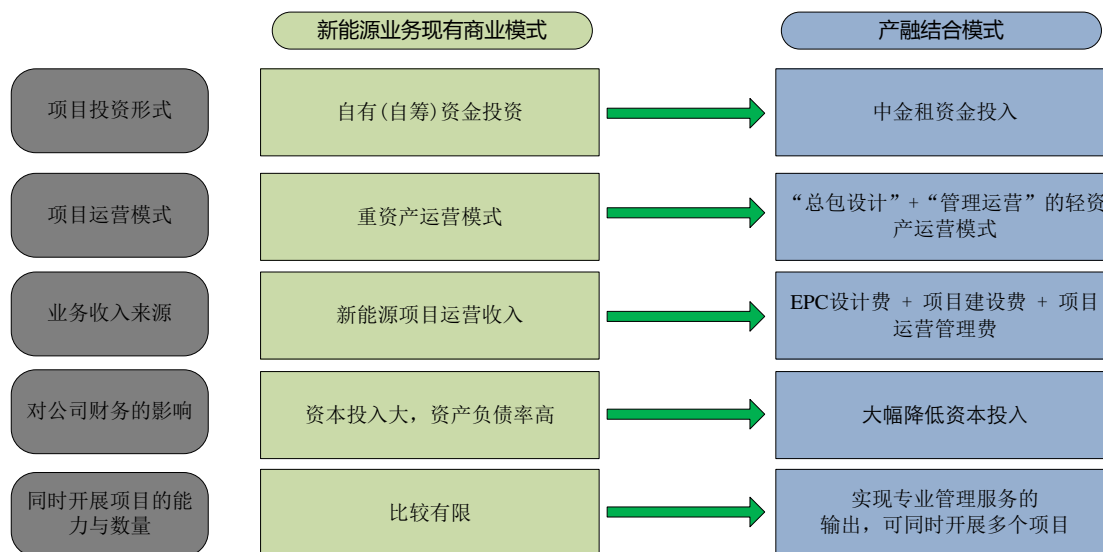 新能源业务现有商业模式
产融结合模式
项目投资形式
自有(自筹)资金投资
中金租资金投入
项目运营模式
重资产运营模式
“总包设计”+“管理运营”的轻资
产运营模式
业务收入来源
新能源项目运营收入
EPC设计费 + 项目建设费 + 项目
运营管理费
对公司财务的影响
资本投入大，资产负债率高
大幅降低资本投入
同时开展项目的能
力与数量
比较有限
实现专业管理服务的
输出，可同时开展多个项目